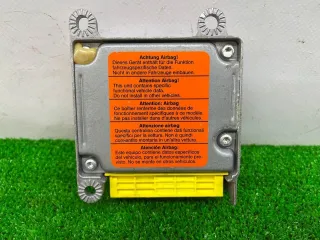 Achtung Airbag!
Dieses Gerät enthält für die Funktion
fahrzeugspezifische Daten.
Nicht in andere Fahrzeuge einbauen.
Attention Airbag!
This unit contains specific
functional vehicle data.
Do not install in other vehicles.
Attention: Airbag
Ce boîtier renferme des données de
fonctionnement spécifiques à ce modèle
Ne pas installer dans d'autres véhicules
Attenzione airbag
Questa centralina contiene dati funzionali
specifici per la vettura. Non è quindi
consentito montarla in un'altra vettura.
Atención Airbag
Este equipo contiene datos específicos
del vehículo, para el funcionamiento pre-
No se monte en otros vehículos.